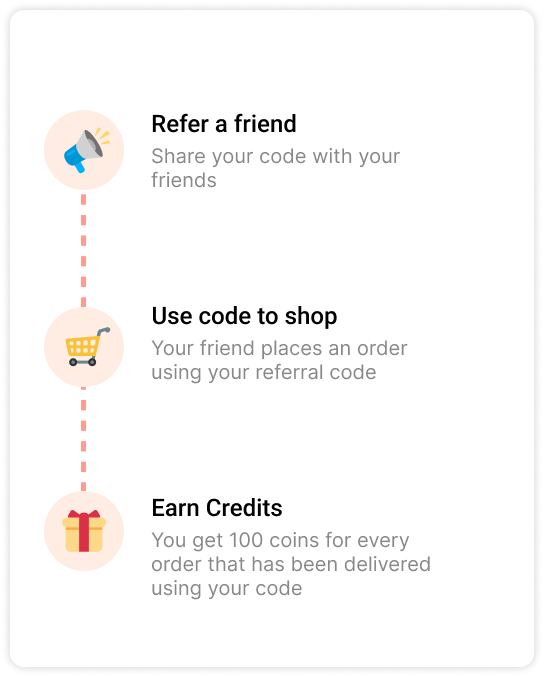 Refer a friend
Share your code with your
friends
Use code to shop
Your friend places an order
using your referral code
Earn Credits
You get 100 coins for every
order that has been delivered
using your code